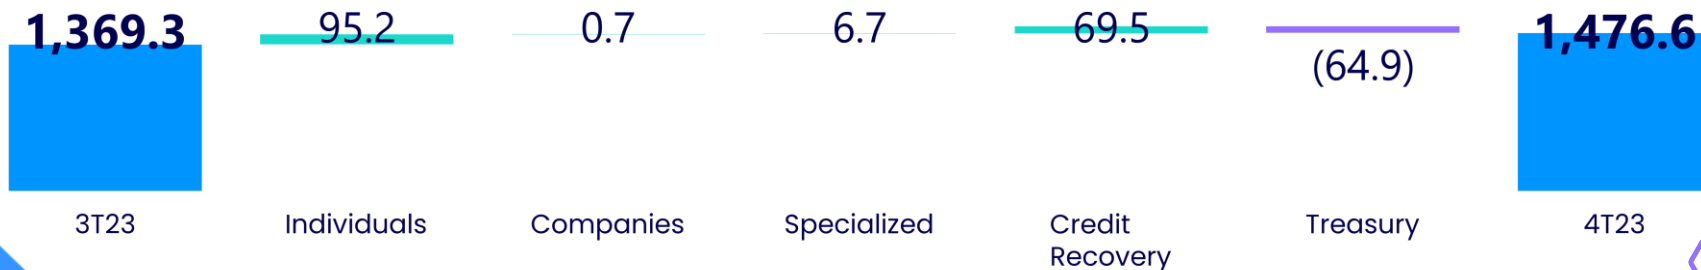 1,369.3 95.2 0.7 6.7 69.5 (64.9) 1,476.6
3T23 Individuals Companies Specialized Credit Recovery Treasury 4T23